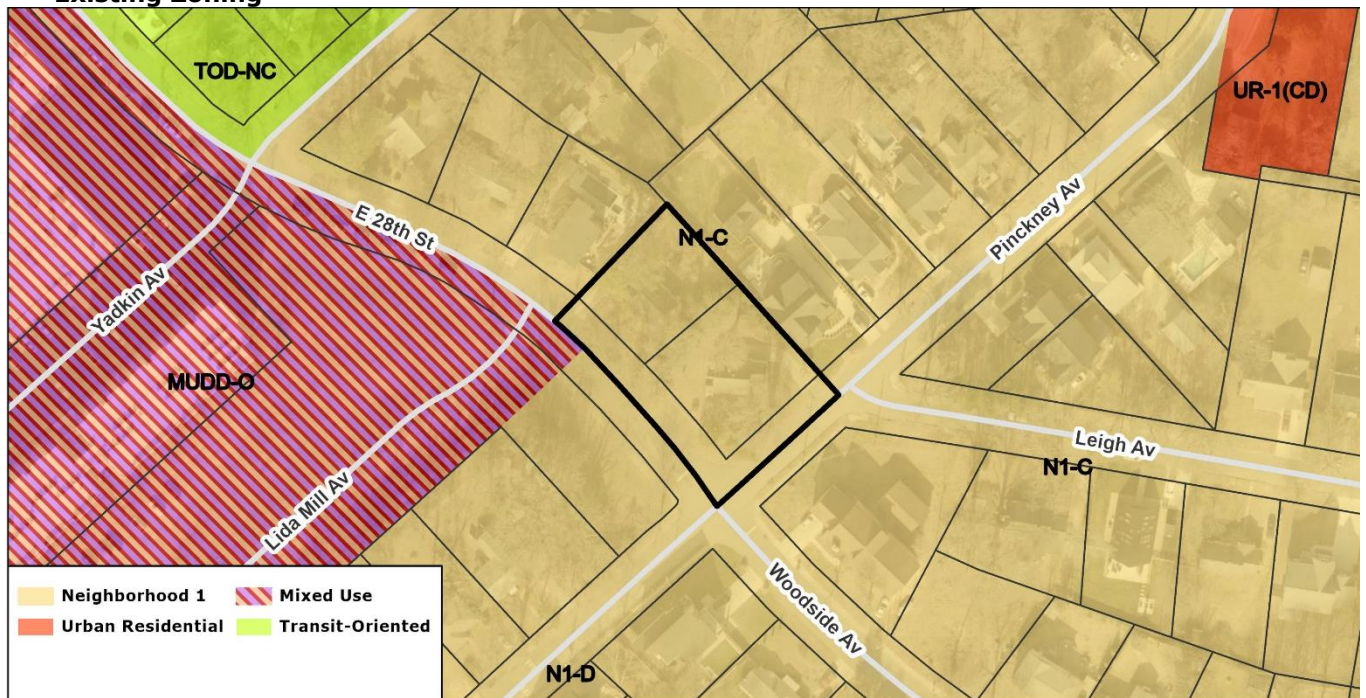 Existing Zoning
TOD-NC
UR-1(CD)
E 28th St
N1-C
Pinckney Av
Yadkin Av
MUDD-O
Leigh Av
N1-C
Lida Mill Av
Woodside Av
N1-D
Neighborhood 1
Mixed Use
Urban Residential
Transit-Oriented